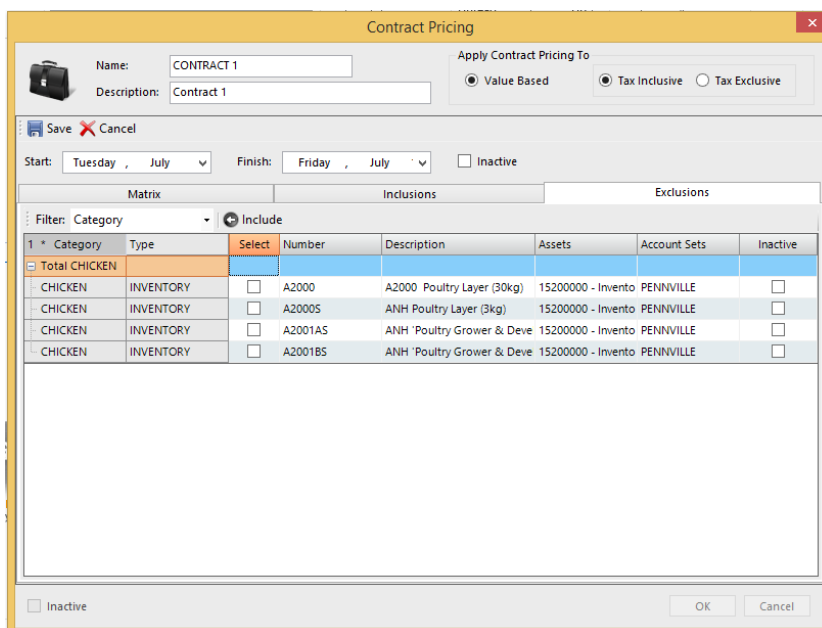 Contract Pricing
Name: CONTRACT 1
Description: Contract 1
Apply Contract Pricing To
Value Based Tax Inclusive Tax Exclusive
Save Cancel
Start: Tuesday , July Finish: Friday , July Inactive
Matrix Inclusions Exclusions
Filter: Category Include
1 * Category Type Select Number Description Assets Account Sets Inactive
Total CHICKEN
CHICKEN INVENTORY A2000 A2000 Poultry Layer (30kg) 15200000 - Invento PENNVILLE
CHICKEN INVENTORY A2000S ANH Poultry Layer (3kg) 15200000 - Invento PENNVILLE
CHICKEN INVENTORY A2001AS ANH 'Poultry Grower & Deve 15200000 - Invento PENNVILLE
CHICKEN INVENTORY A2001BS ANH 'Poultry Grower & Deve 15200000 - Invento PENNVILLE
Inactive OK Cancel